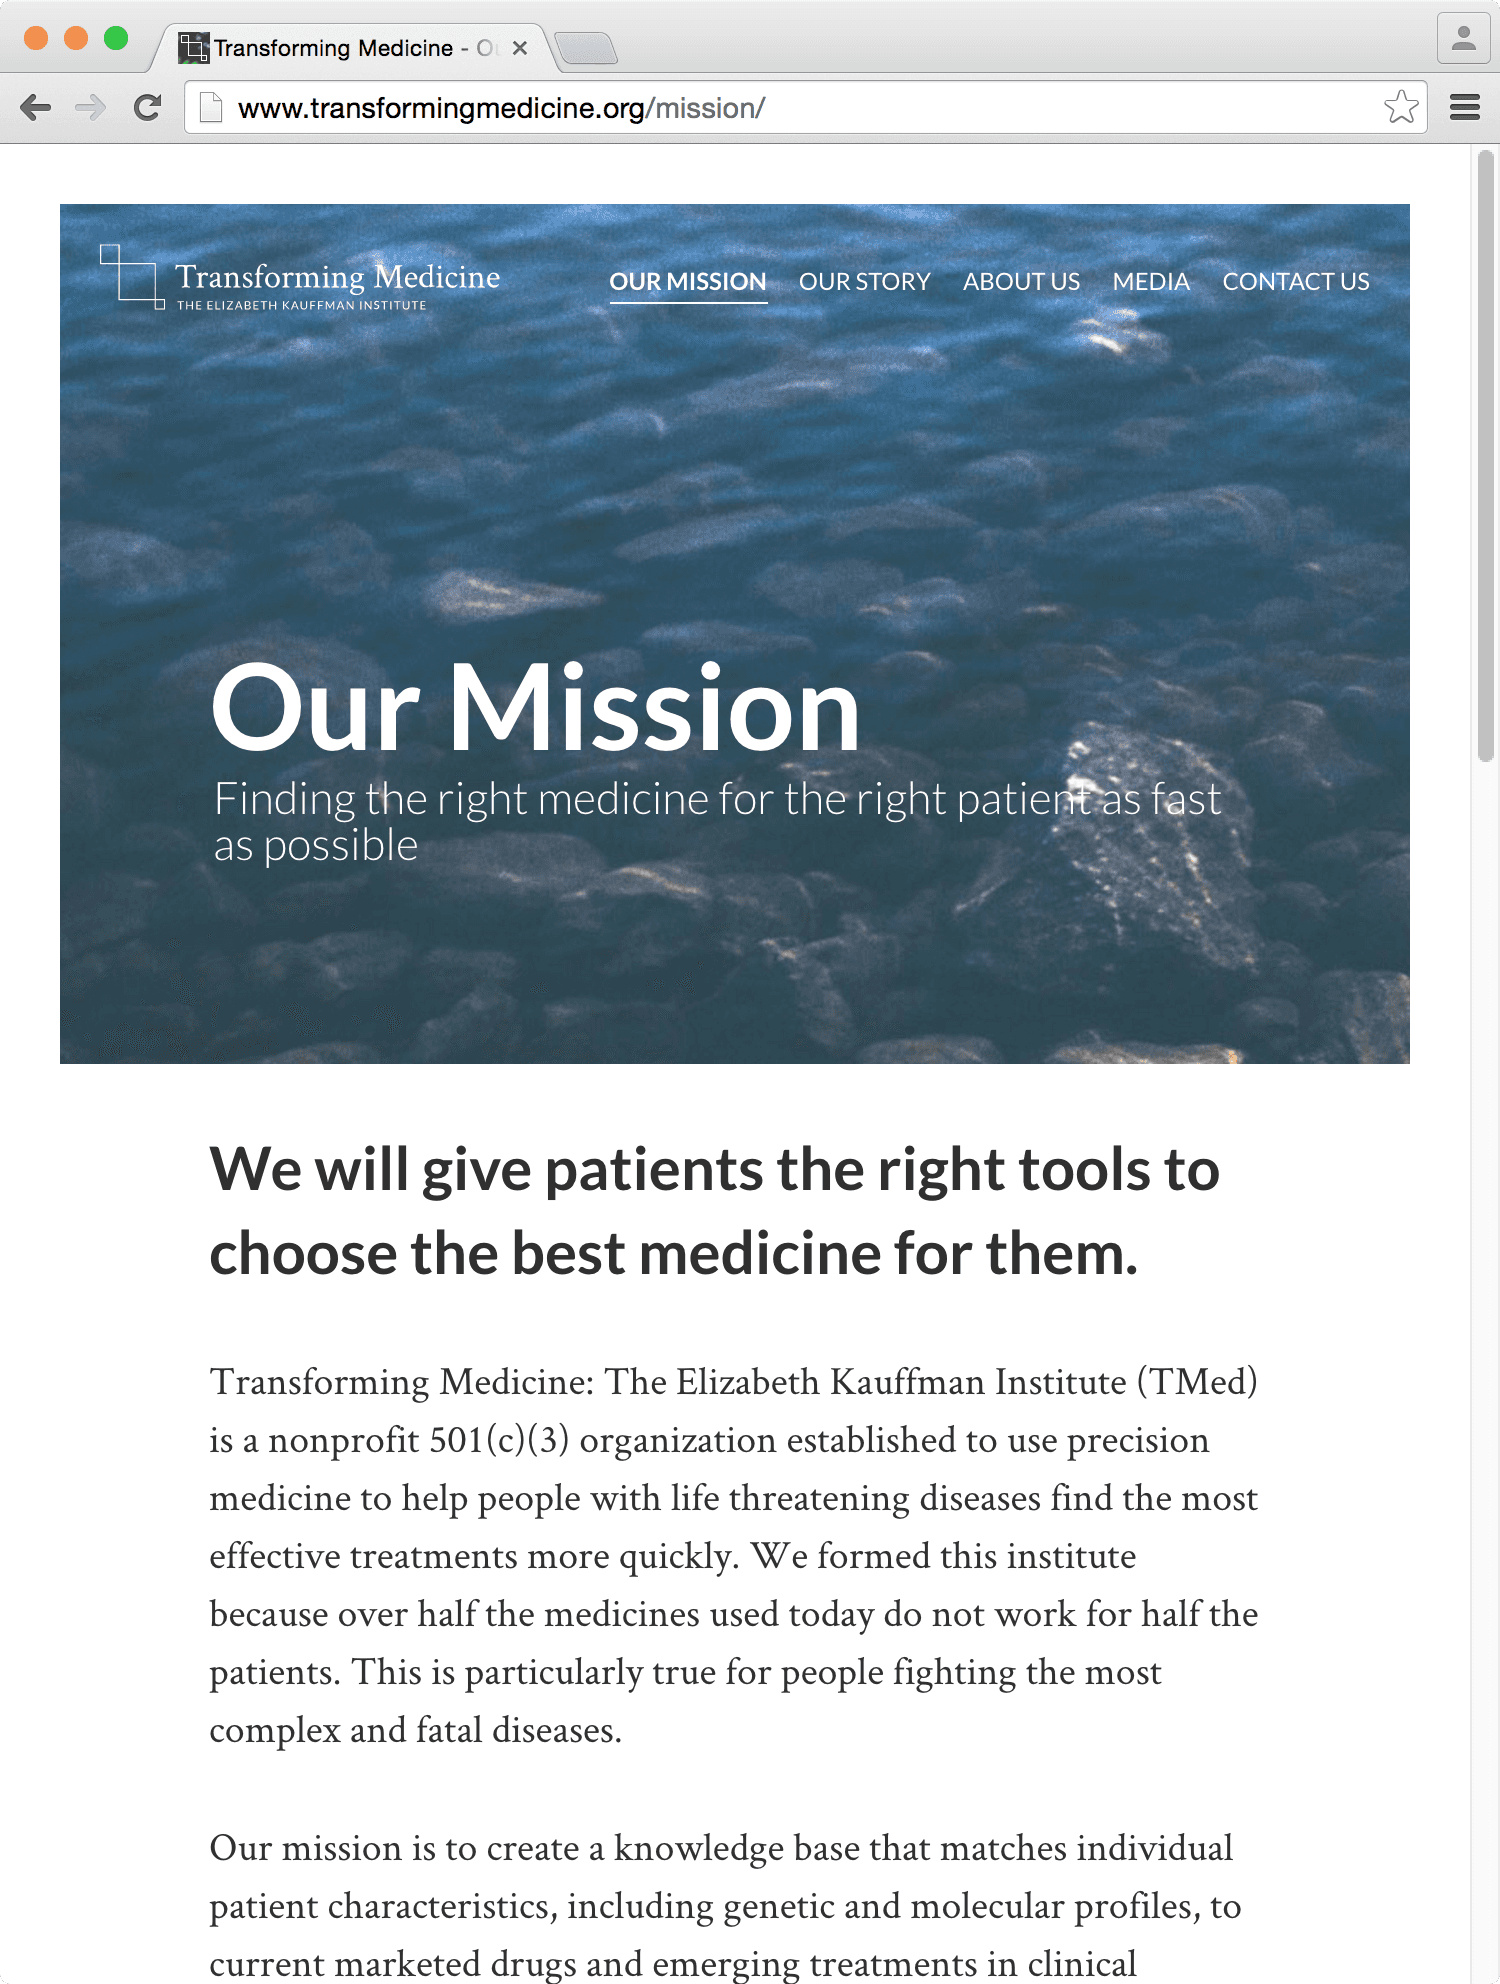 Transforming Medicine - O
www.transformingmedicine.org/mission/
Transforming Medicine
THE ELIZABETH KAUFFMAN INSTITUTE
OUR MISSION OUR STORY ABOUT US MEDIA CONTACT US
Our Mission
Finding the right medicine for the right patient as fast
as possible
We will give patients the right tools to
choose the best medicine for them.
Transforming Medicine: The Elizabeth Kauffman Institute (TMed)
is a nonprofit 501(c)(3) organization established to use precision
medicine to help people with life threatening diseases find the most
effective treatments more quickly. We formed this institute
because over half the medicines used today do not work for half the
patients. This is particularly true for people fighting the most
complex and fatal diseases.
Our mission is to create a knowledge base that matches individual
patient characteristics, including genetic and molecular profiles, to
current marketed drugs and emerging treatments in clinical